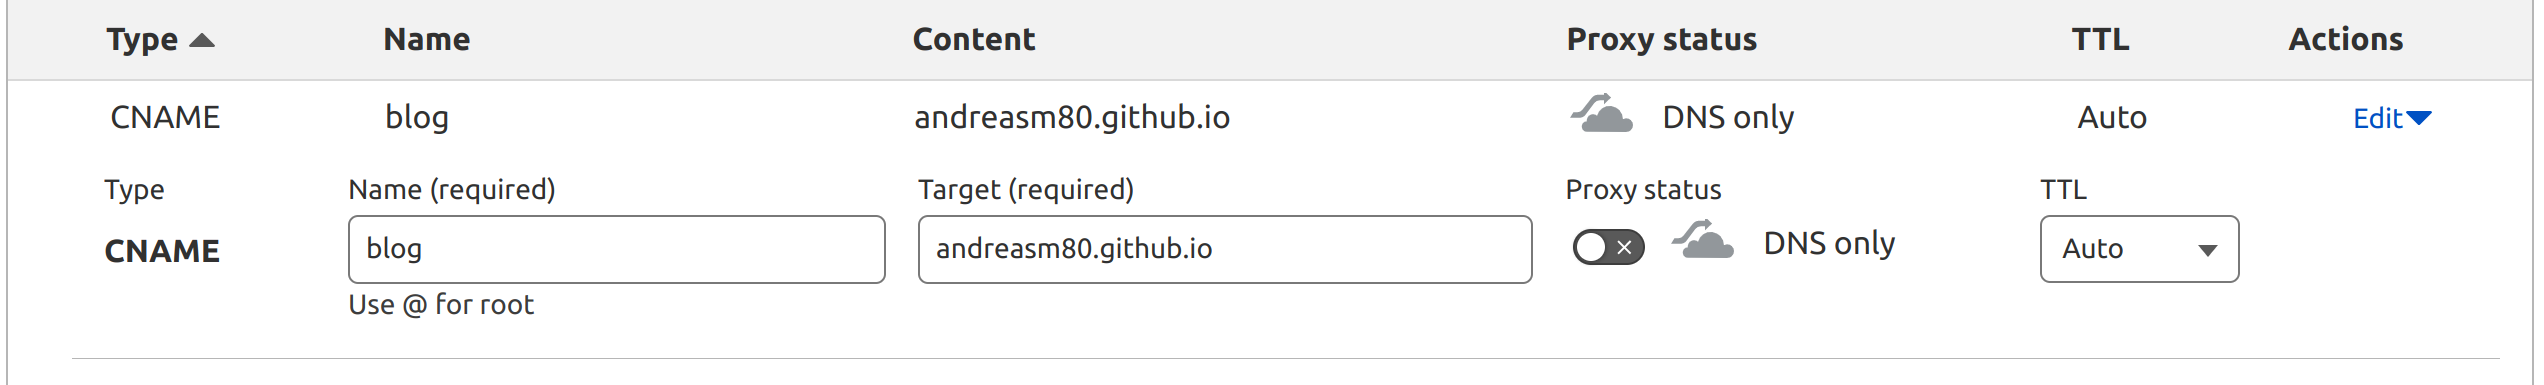 Type Name Content Proxy status TTL Actions
CNAME blog andreasm80.github.io DNS only Auto Edit
Type Name (required) Target (required) Proxy status TTL
CNAME blog andreasm80.github.io DNS only Auto
Use @ for root